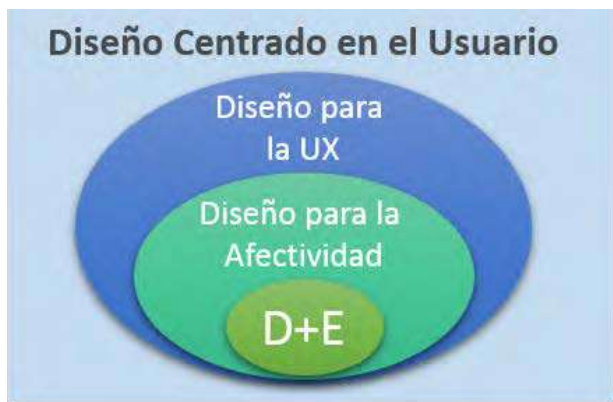 Diseño Centrado en el Usuario
Diseño para
la UX
Diseño para la
Afectividad
D+E